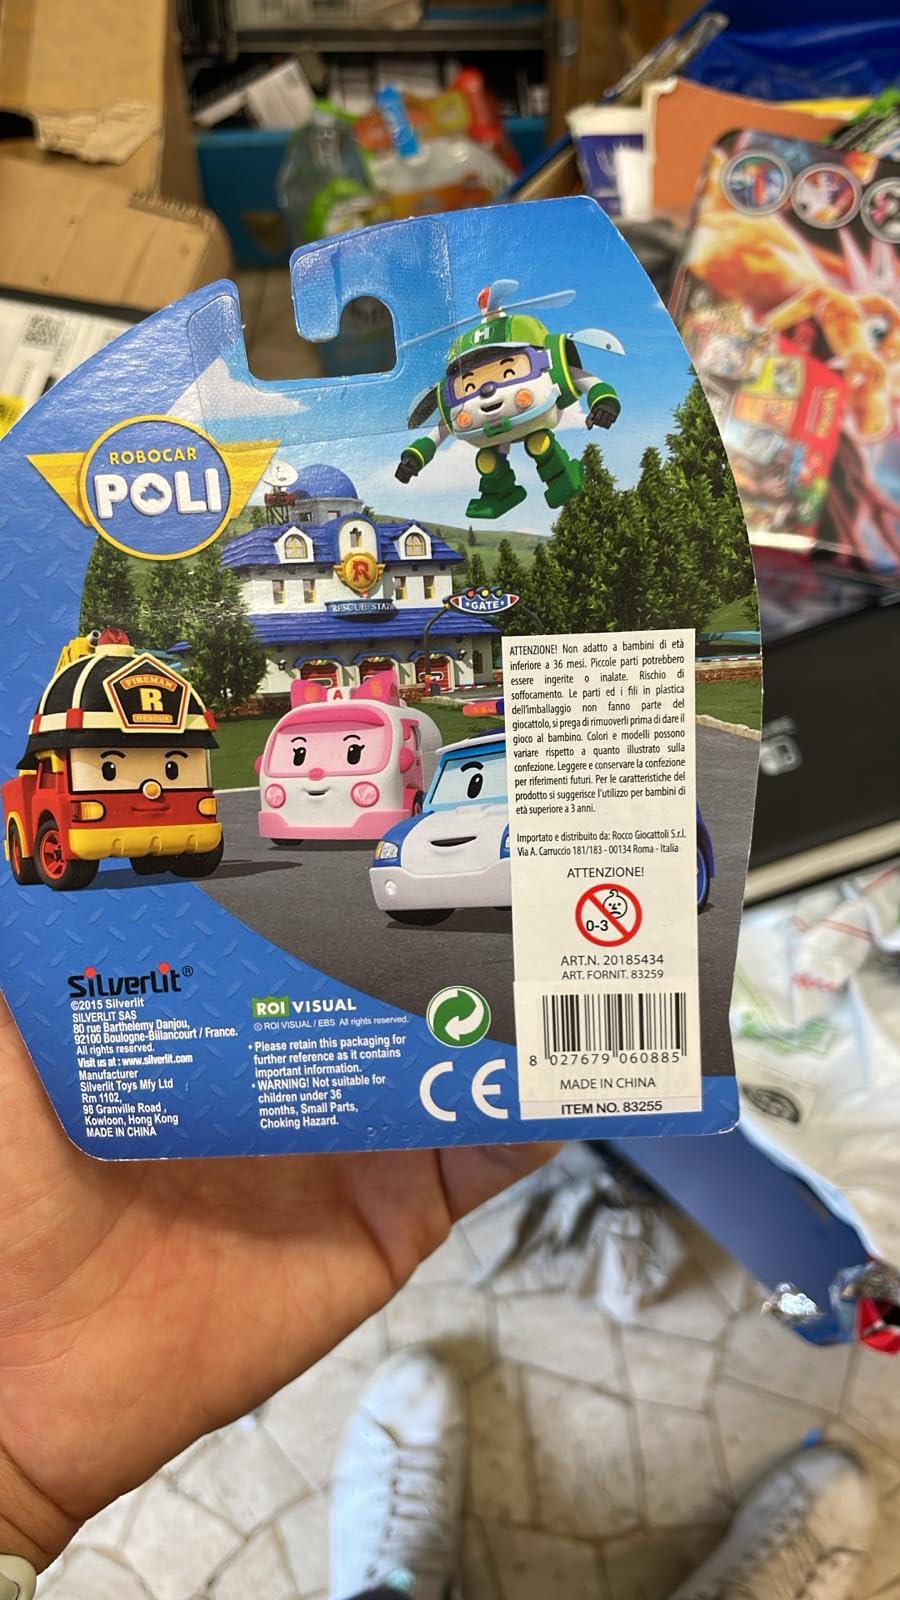 H
ROBOCAR
POLI
R
RESCUE STAT
GATE
FIREMAN
R
RESCUE
A
ATTENZIONE! Non adatto a bambini di età
inferiore a 36 mesi. Piccole parti potrebbero
essere ingerite o inalate. Rischio di
soffocamento. Le parti ed i fili in plastica
dell'imballaggio non fanno parte del
giocattolo, si prega di rimuoverli prima di dare il
gioco al bambino. Colori e modelli possono
variare rispetto a quanto illustrato sulla
confezione. Leggere e conservare la confezione
per riferimenti futuri. Per le caratteristiche del
prodotto si suggerisce l'utilizzo per bambini di
età superiore a 3 anni.
Importato e distribuito da: Rocco Giocattoli S.r.l.
Via A. Carruccio 181/183 - 00134 Roma - Italia
ATTENZIONE!
0-3
ART.N. 20185434
ART. FORNIT. 83259
8 027679 060885
MADE IN CHINA
ITEM NO. 83255
Silverlit®
©2015 Silverlit
SILVERLIT SAS
80 rue Barthelemy Danjou,
92100 Boulogne-Billancourt / France.
All rights reserved.
Visit us at : www.silverlit.com
Manufacturer
Silverlit Toys Mfy Ltd
Rm 1102,
98 Granville Road,
Kowloon, Hong Kong
MADE IN CHINA
ROI VISUAL
© ROI VISUAL / EBS All rights reserved.
• Please retain this packaging for
further reference as it contains
important information.
• WARNING! Not suitable for
children under 36
months, Small Parts,
Choking Hazard.
CE